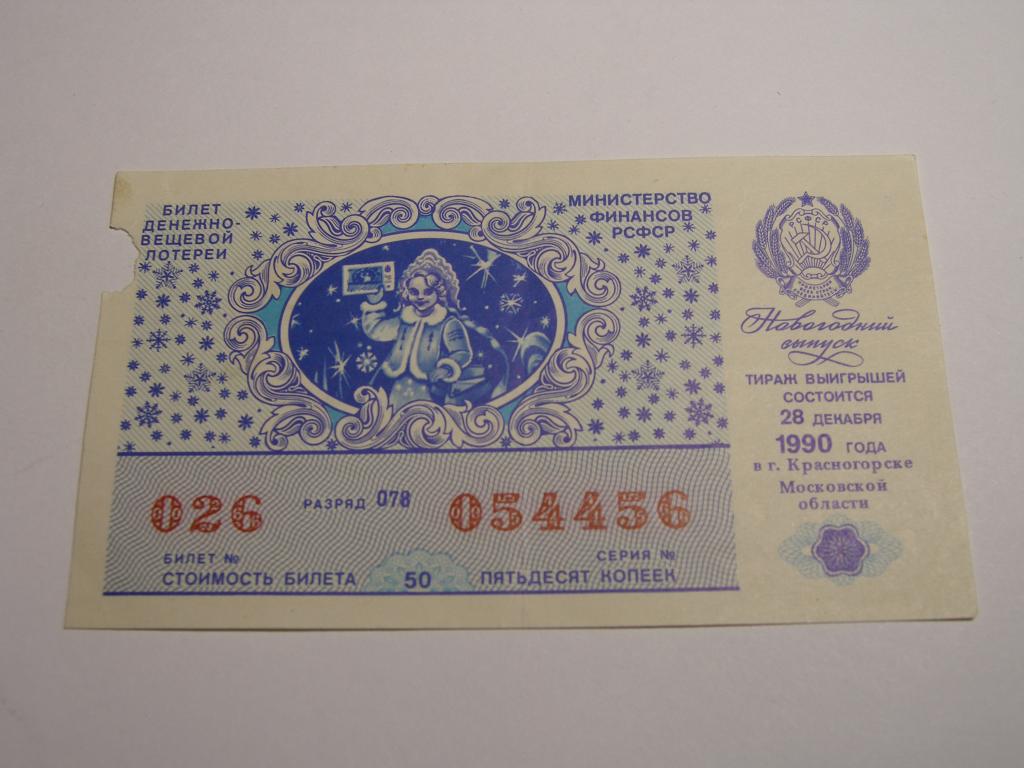 БИЛЕТ
ДЕНЕЖНО-
ВЕЩЕВОЙ
ЛОТЕРЕИ
МИНИСТЕРСТВО
ФИНАНСОВ
РСФСР
Новогодний
выпуск
ТИРАЖ ВЫИГРЫШЕЙ
СОСТОИТСЯ
28 ДЕКАБРЯ
1990 ГОДА
в г. Красногорске
Московской
области
026 РАЗРЯД 078 054456
БИЛЕТ № СЕРИЯ №
СТОИМОСТЬ БИЛЕТА 50 ПЯТЬДЕСЯТ КОПЕЕК